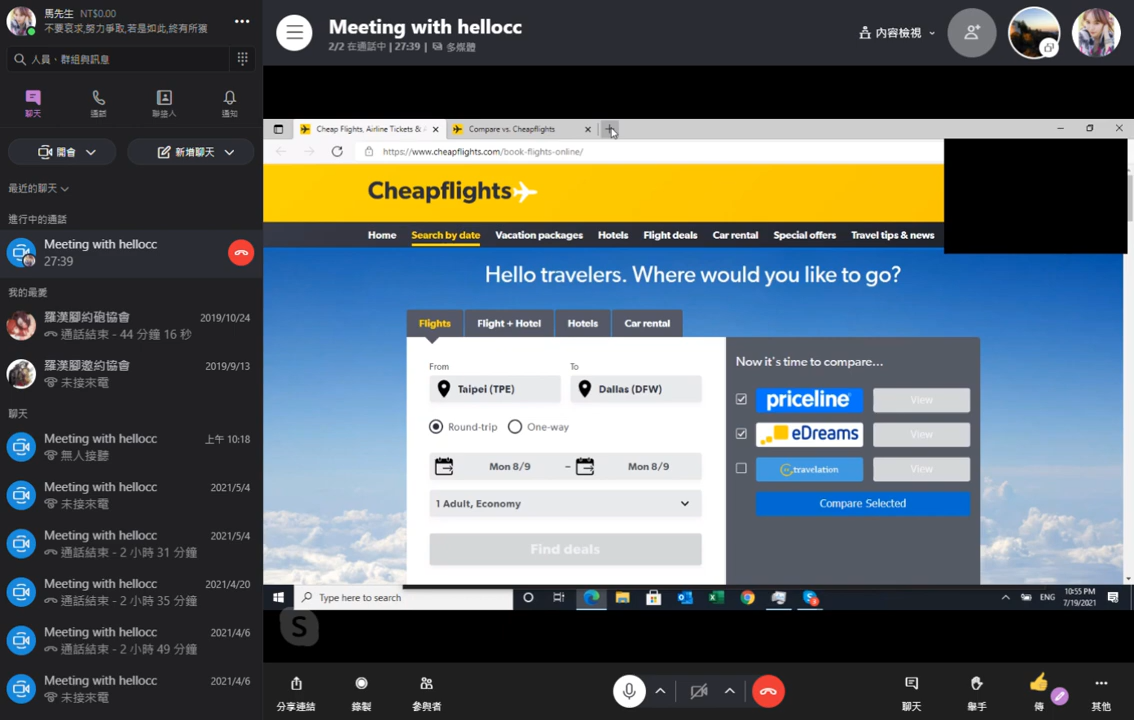 馬先生 NT$0.00
不要哀求,努力爭取,若是如此,終有所獲
人員、群組與訊息
聊天
通話
聯絡人
通知
開會
新增聊天
最近的聊天
進行中的通話
Meeting with hellocc
27:39
我的最愛
羅漢腳約砲協會
2019/10/24
通話結束 - 44 分鐘 16 秒
羅漢腳邀約協會
2019/9/13
未接來電
聊天
Meeting with hellocc
上午 10:18
無人接聽
Meeting with hellocc
2021/5/4
未接來電
Meeting with hellocc
2021/5/4
通話結束 - 2 小時 31 分鐘
Meeting with hellocc
2021/4/20
通話結束 - 2 小時 35 分鐘
Meeting with hellocc
2021/4/6
通話結束 - 2 小時 49 分鐘
Meeting with hellocc
2021/4/6
未接來電
Meeting with hellocc
2/2 在通話中 | 27:39 | 多媒體
內容檢視
Cheap Flights, Airline Tickets &
Compare vs. Cheapflights
https://www.cheapflights.com/book-flights-online/
Cheapflights
Home
Search by date
Vacation packages
Hotels
Flight deals
Car rental
Special offers
Travel tips & news
Hello travelers. Where would you like to go?
Flights
Flight + Hotel
Hotels
Car rental
From
To
Taipei (TPE)
Dallas (DFW)
Round-trip
One-way
Mon 8/9
–
Mon 8/9
1 Adult, Economy
Find deals
Now it's time to compare...
priceline
View
eDreams
View
travelation
View
Compare Selected
Type here to search
ENG
10:55 PM
7/19/2021
S
分享連結
錄製
參與者
聊天
舉手
傳
其他